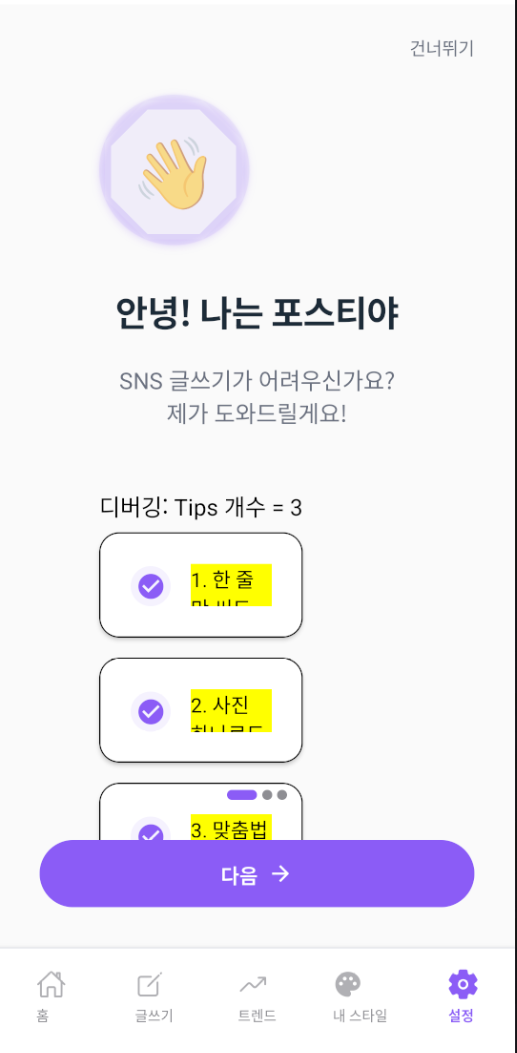 건너뛰기
안녕! 나는 포스티야
SNS 글쓰기가 어려우신가요?
제가 도와드릴게요!
디버깅: Tips 개수 = 3
1. 한 줄
2. 사진
3. 맞춤법
다음
홈
글쓰기
트렌드
내 스타일
설정